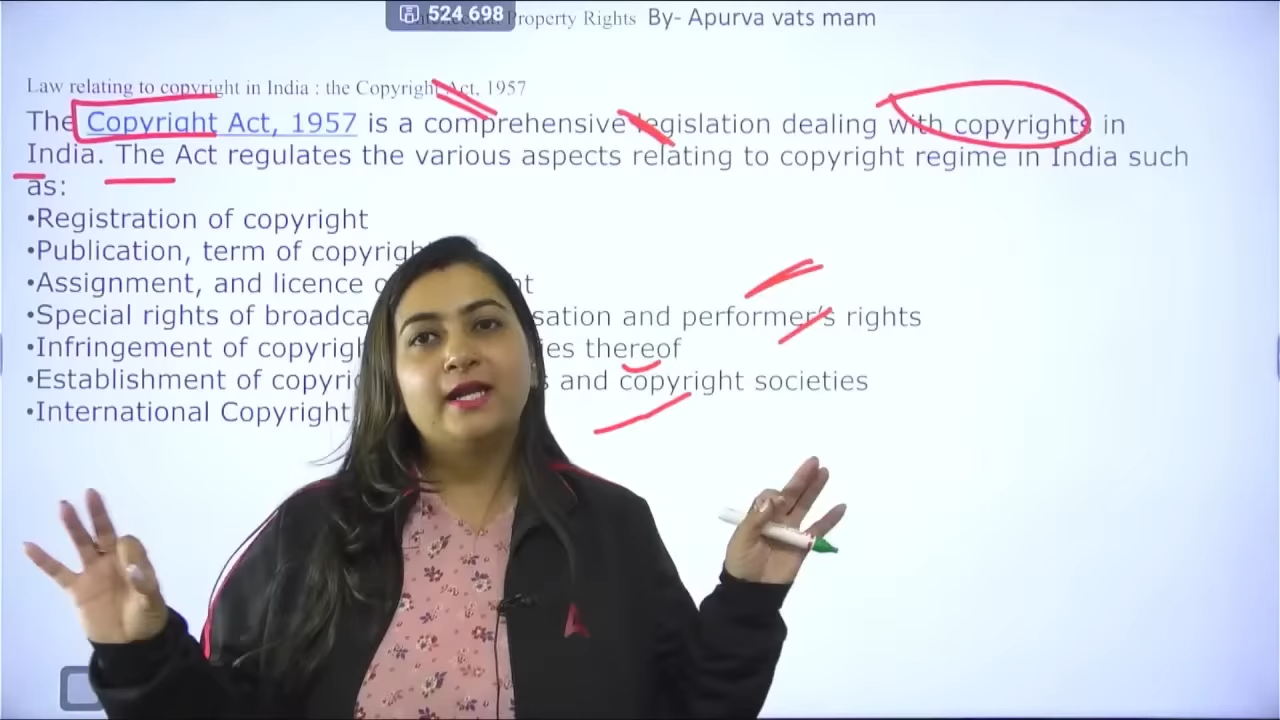 524 698
Property Rights By- Apurva vats mam
Law relating to copyright in India : the Copyright Act, 1957
The Copyright Act, 1957 is a comprehensive legislation dealing with copyrights in
India. The Act regulates the various aspects relating to copyright regime in India such
as:
•Registration of copyright
•Publication, term of copyrigh
•Assignment, and licence o ht
•Special rights of broadca sation and performer's rights
•Infringement of copyrigh ies thereof
•Establishment of copyri s and copyright societies
•International Copyright